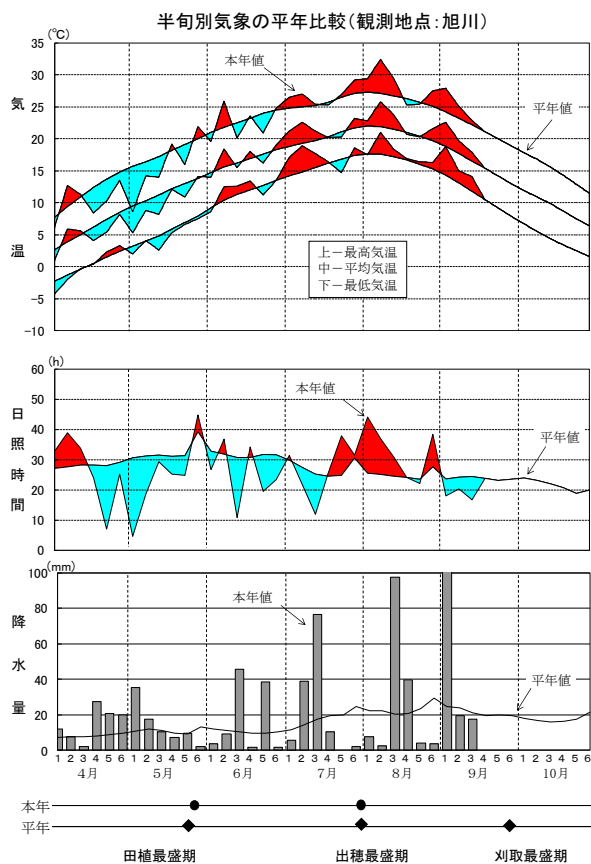 半旬別気象の平年比較(観測地点:旭川)
(℃)
35
30
25
20
15
10
5
0
−5
−10
気温
本年値
平年値
上－最高気温
中－平均気温
下－最低気温
(h)
60
50
40
30
20
10
0
日照時間
本年値
平年値
(mm)
100
80
60
40
20
0
降水量
本年値
平年値
1 2 3 4 5 6 1 2 3 4 5 6 1 2 3 4 5 6 1 2 3 4 5 6 1 2 3 4 5 6 1 2 3 4 5 6 1 2 3 4 5 6
4月 5月 6月 7月 8月 9月 10月
本年
平年
田植最盛期 出穂最盛期 刈取最盛期